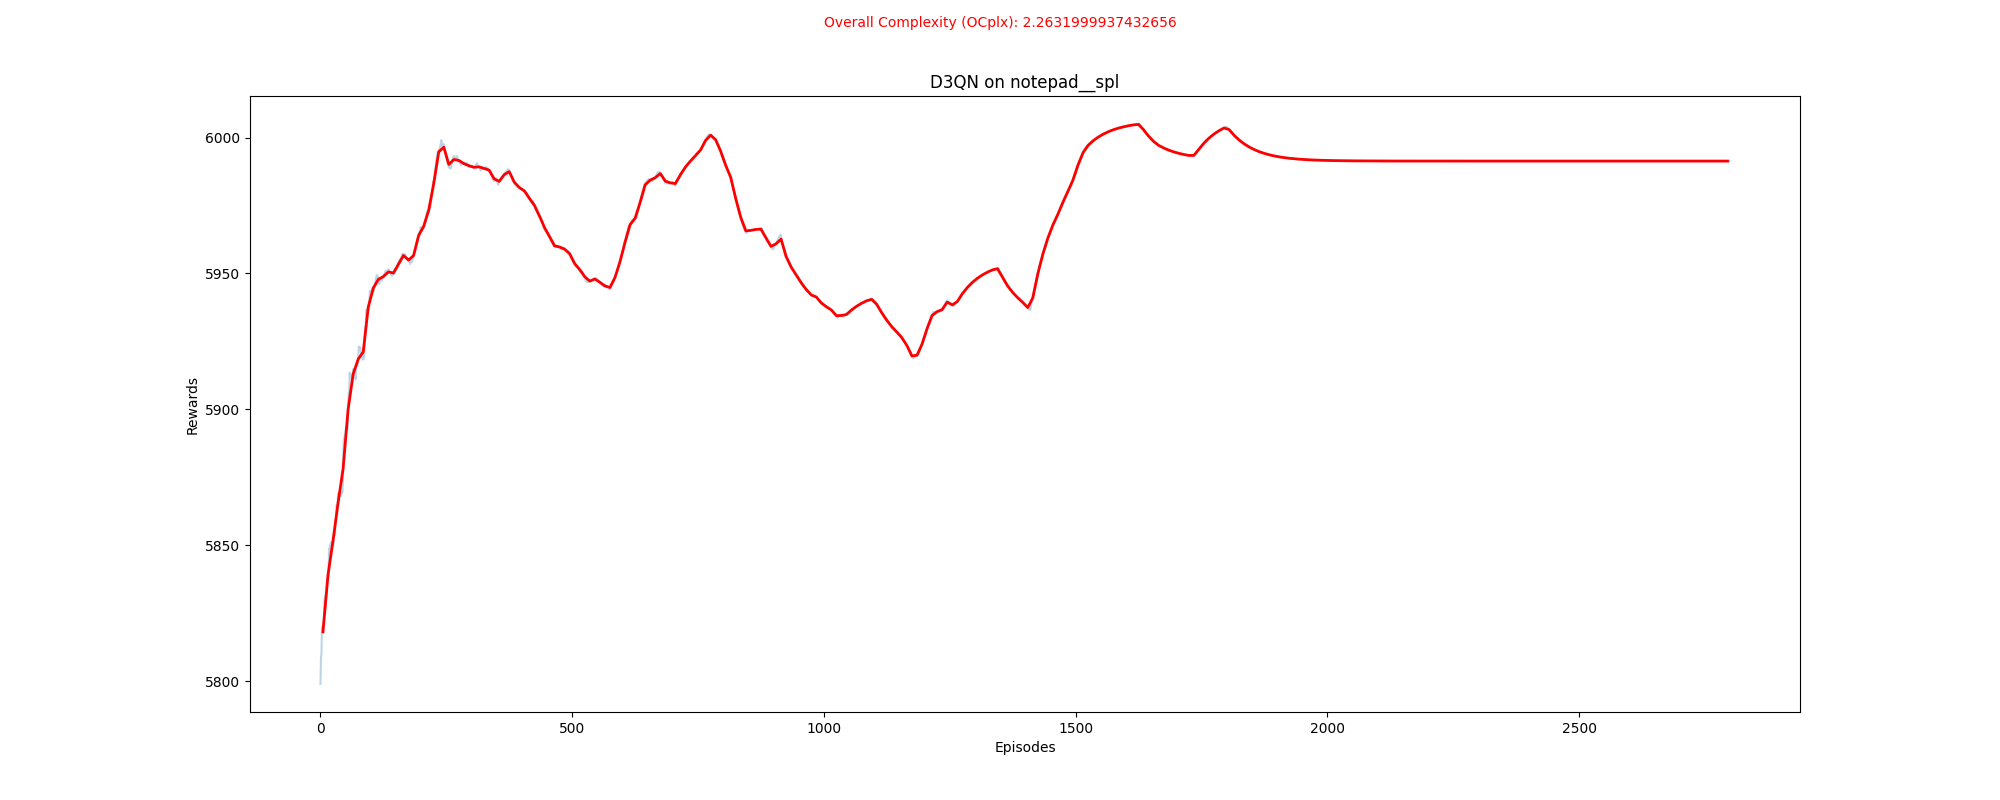 Overall Complexity (OCplx): 2.2631999937432656
D3QN on notepad__spl
6000
5950
5900
5850
5800
Rewards
0 500 1000 1500 2000 2500
Episodes